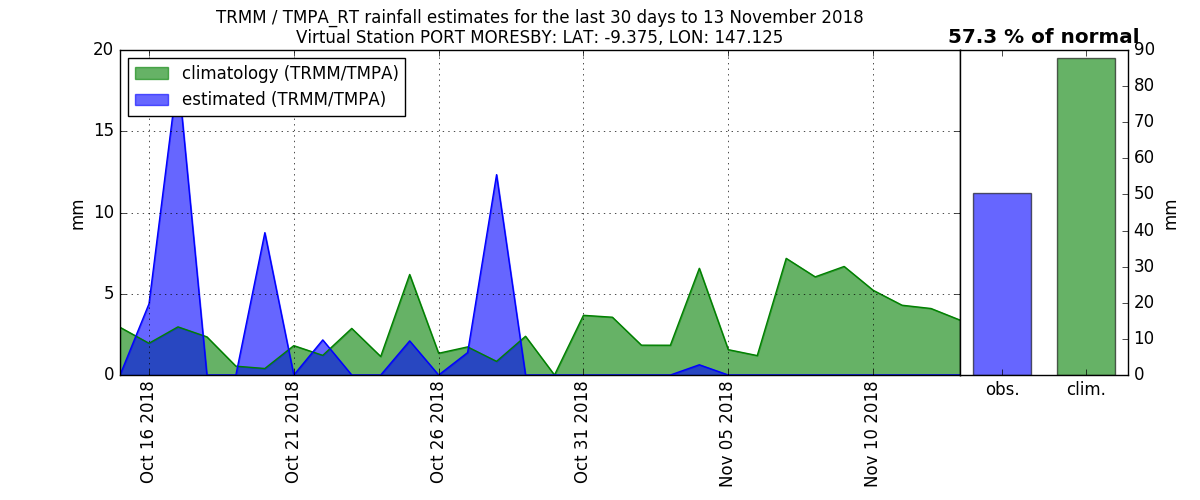 TRMM / TMPA_RT rainfall estimates for the last 30 days to 13 November 2018
Virtual Station PORT MORESBY: LAT: -9.375, LON: 147.125
57.3 % of normal
climatology (TRMM/TMPA)
estimated (TRMM/TMPA)
20
15
10
5
0
mm
Oct 16 2018
Oct 21 2018
Oct 26 2018
Oct 31 2018
Nov 05 2018
Nov 10 2018
obs.
clim.
90
80
70
60
50
40
30
20
10
0
mm